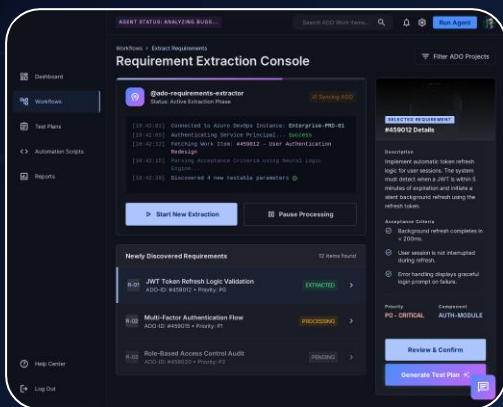 AGENT STATUS: ANALYZING BUGS...
Search ADO Work Items...
Run Agent
Workflows > Extract Requirements
Requirement Extraction Console
Filter ADO Projects
Dashboard
Workflows
Test Plans
Automation Scripts
Reports
Help Center
Log Out
@ado-requirements-extractor
Status: Active Extraction Phase
Syncing ADO
[10:42:01] Connected to Azure DevOps Instance: Enterprise-PRD-01
[10:42:05] Authenticating Service Principal... Success
[10:42:12] Fetching Work Item: #459012 - User Authentication
Redesign
Parsing Acceptance Criteria using Neural Logic
Engine...
Discovered 4 new testable parameters
Start New Extraction
Pause Processing
Newly Discovered Requirements
12 items found
R-01
JWT Token Refresh Logic Validation
ADO-ID: #459012 • Priority: P0
EXTRACTED
R-02
Multi-Factor Authentication Flow
ADO-ID: #459015 • Priority: P1
PROCESSING
Role-Based Access Control Audit
ADO-ID: #459020 • Priority: P2
PENDING
SELECTED REQUIREMENT
#459012 Details
Description
Implement automatic token refresh
logic for user sessions. The system
must detect when a JWT is within 5
minutes of expiration and initiate a
silent background refresh using the
refresh token.
Acceptance Criteria
Background refresh completes in
< 200ms.
User session is not interrupted
during refresh.
Error handling displays graceful
login prompt on failure.
Priority
P0 - CRITICAL
Component
AUTH-MODULE
Review & Confirm
Generate Test Plan